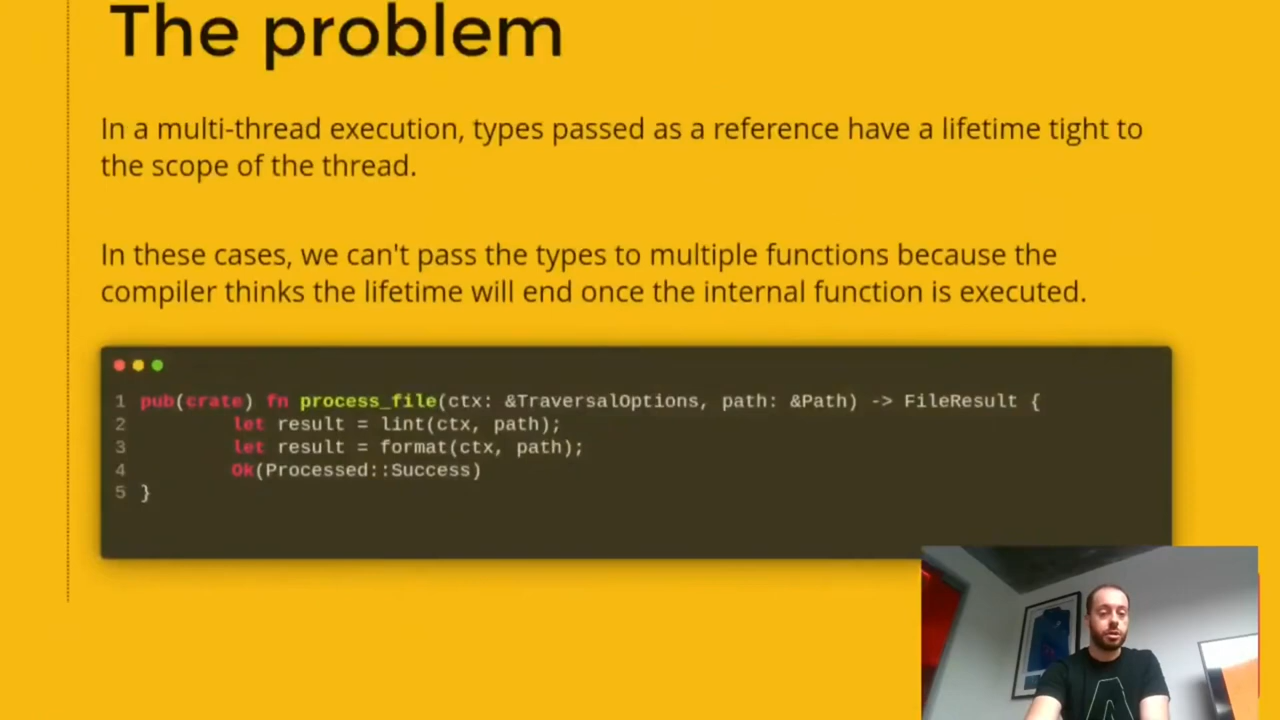 The problem
In a multi-thread execution, types passed as a reference have a lifetime tight to
the scope of the thread.
In these cases, we can't pass the types to multiple functions because the
compiler thinks the lifetime will end once the internal function is executed.
1 pub(crate) fn process_file(ctx: &TraversalOptions, path: &Path) -> FileResult {
2 let result = lint(ctx, path);
3 let result = format(ctx, path);
4 Ok(Processed::Success)
5 }